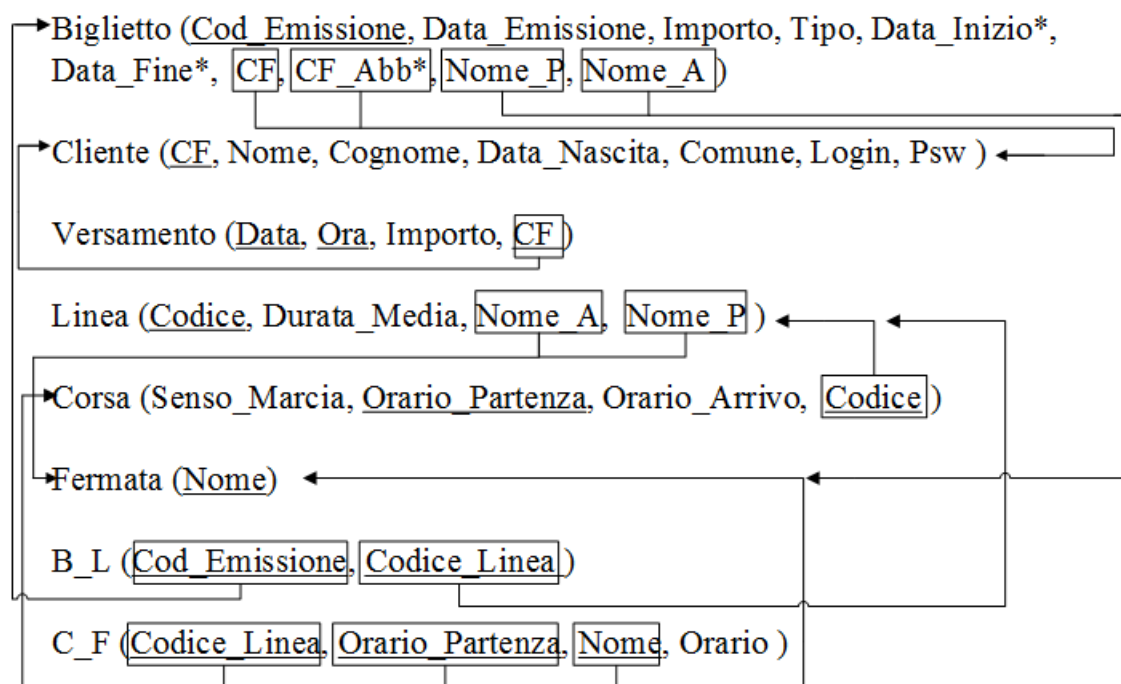 Biglietto (Cod_Emissione, Data_Emissione, Importo, Tipo, Data_Inizio*,
Data_Fine*, CF, CF_Abb*, Nome_P, Nome_A )
Cliente (CF, Nome, Cognome, Data_Nascita, Comune, Login, Psw )
Versamento (Data, Ora, Importo, CF )
Linea (Codice, Durata_Media, Nome_A, Nome_P )
Corsa (Senso_Marcia, Orario_Partenza, Orario_Arrivo, Codice )
Fermata (Nome)
B_L (Cod_Emissione, Codice_Linea )
C_F (Codice_Linea, Orario_Partenza, Nome, Orario )